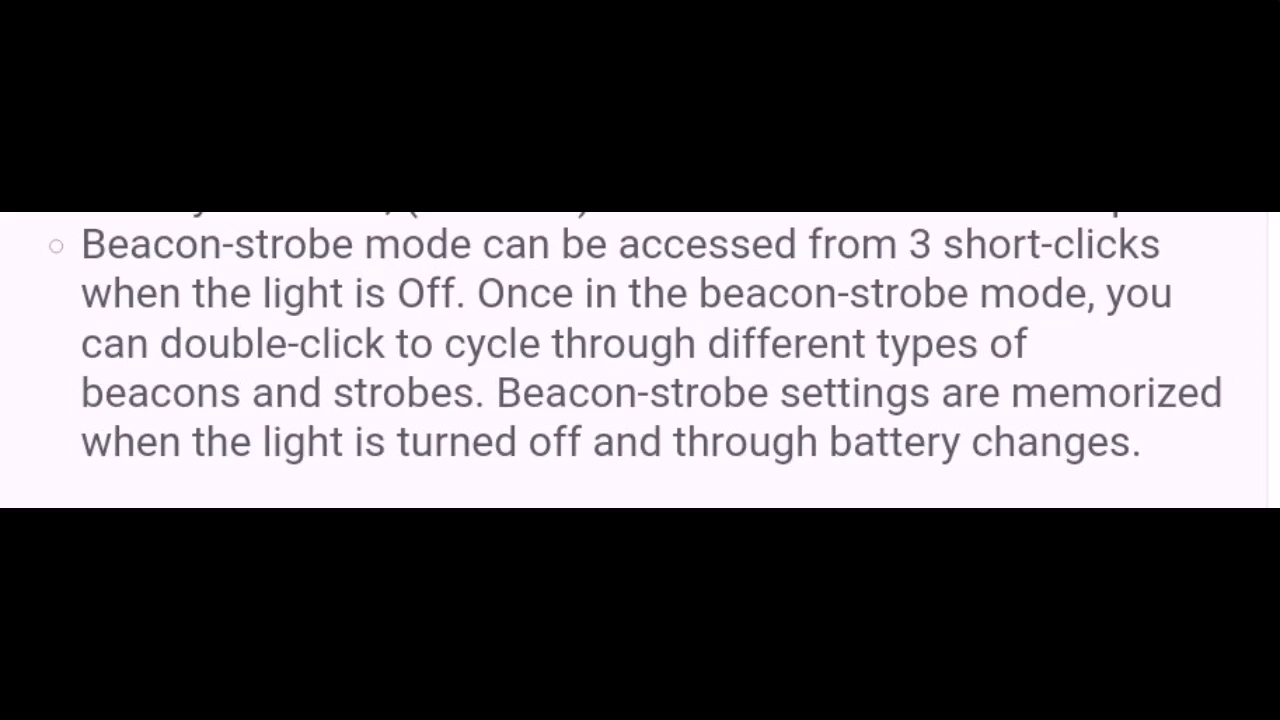 Beacon-strobe mode can be accessed from 3 short-clicks
when the light is Off. Once in the beacon-strobe mode, you
can double-click to cycle through different types of
beacons and strobes. Beacon-strobe settings are memorized
when the light is turned off and through battery changes.